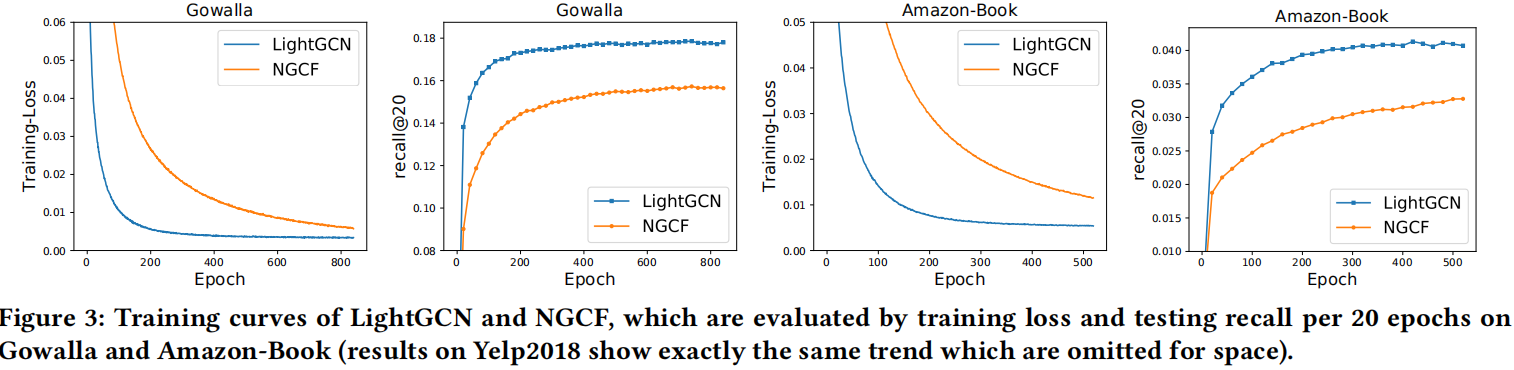 Gowalla
0.06
0.05
0.04
0.03
0.02
0.01
0.00
Training-Loss
LightGCN
NGCF
0 200 400 600 800
Epoch
Gowalla
0.18
0.16
0.14
0.12
0.10
0.08
recall@20
LightGCN
NGCF
0 200 400 600 800
Epoch
Amazon-Book
0.05
0.04
0.03
0.02
0.01
0.00
Training-Loss
LightGCN
NGCF
0 100 200 300 400 500
Epoch
Amazon-Book
0.040
0.035
0.030
0.025
0.020
0.015
0.010
recall@20
LightGCN
NGCF
0 100 200 300 400 500
Epoch
Figure 3: Training curves of LightGCN and NGCF, which are evaluated by training loss and testing recall per 20 epochs on
Gowalla and Amazon-Book (results on Yelp2018 show exactly the same trend which are omitted for space).